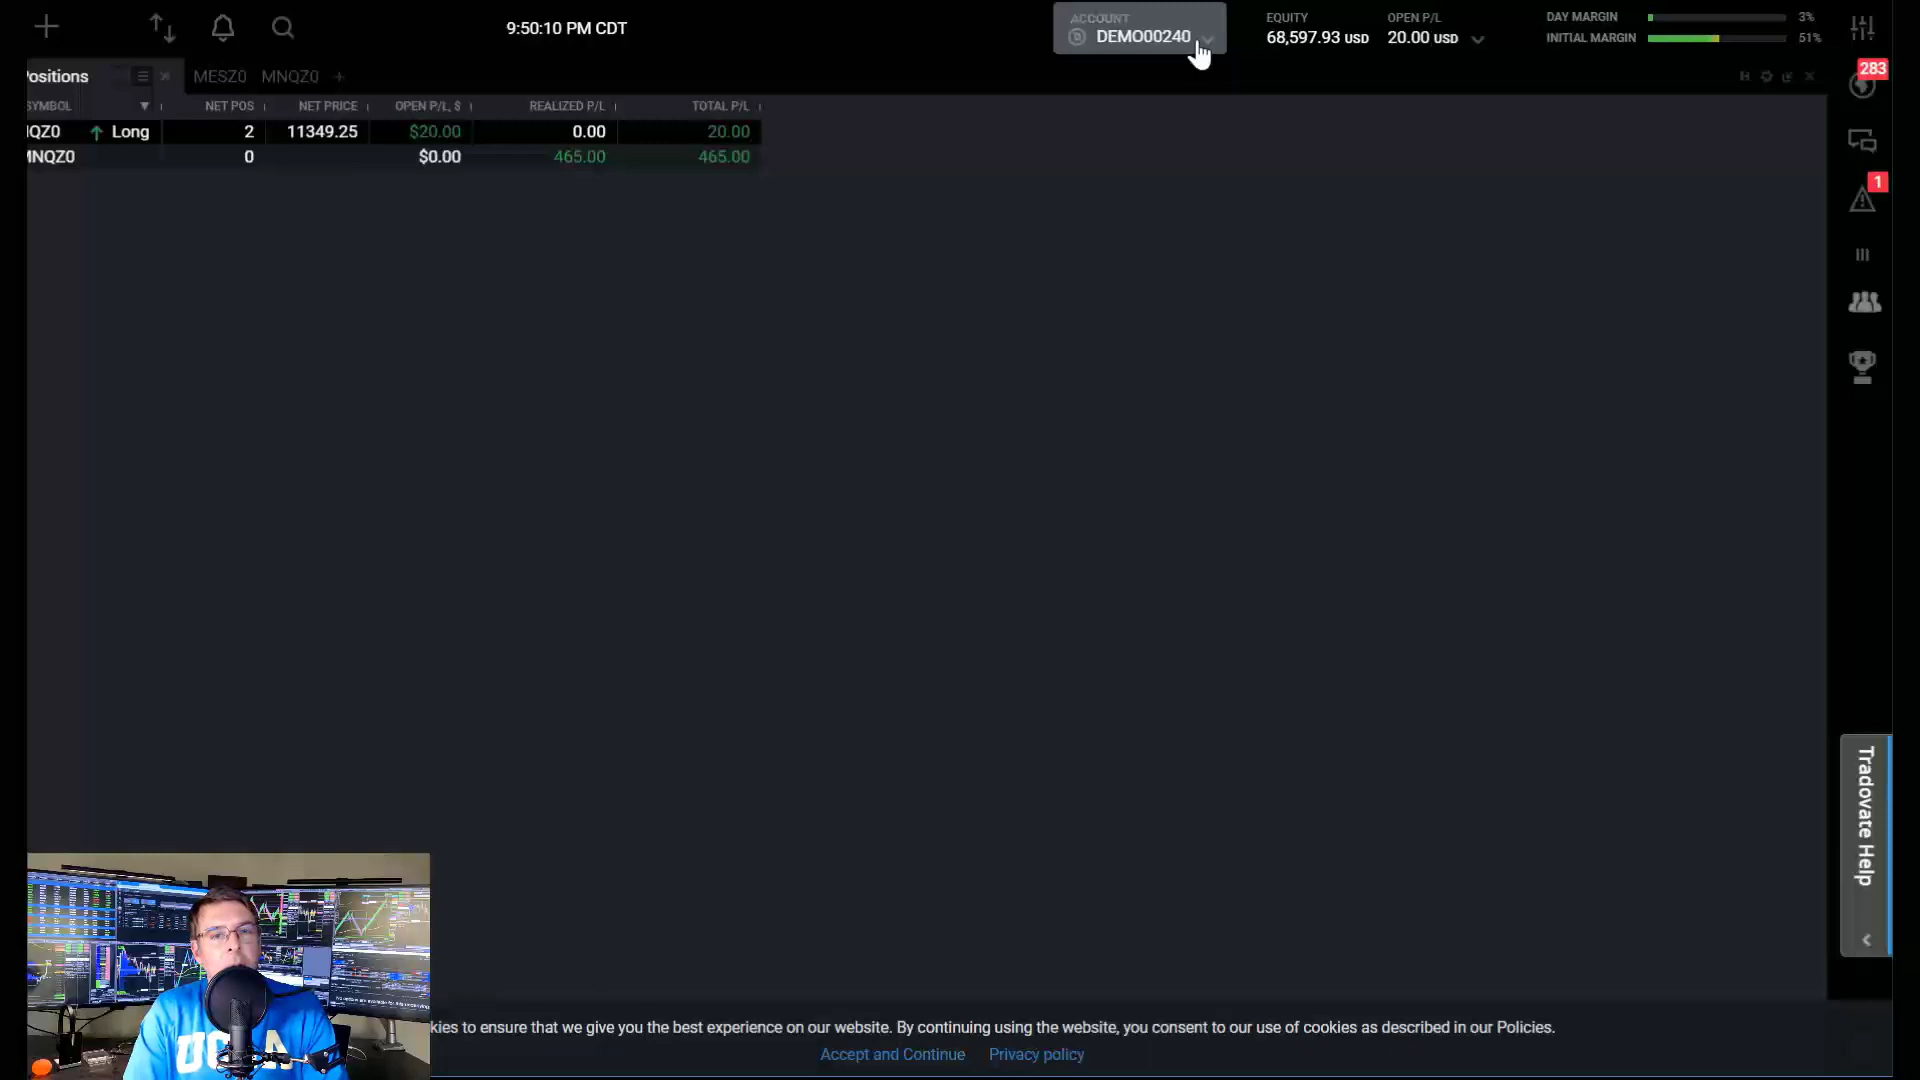 9:50:10 PM CDT
ACCOUNT
DEMO00240
EQUITY
68,597.93 USD
OPEN P/L
20.00 USD
DAY MARGIN
3%
INITIAL MARGIN
51%
283
ositions
MESZ0
MNQZ0
YMBOL
NET POS
NET PRICE
OPEN P/L, $
REALIZED P/L
TOTAL P/L
QZ0
Long
2
11349.25
$20.00
0.00
20.00
MNQZ0
0
$0.00
465.00
465.00
1
Tradovate Help
kies to ensure that we give you the best experience on our website. By continuing using the website, you consent to our use of cookies as described in our Policies.
Accept and Continue
Privacy policy